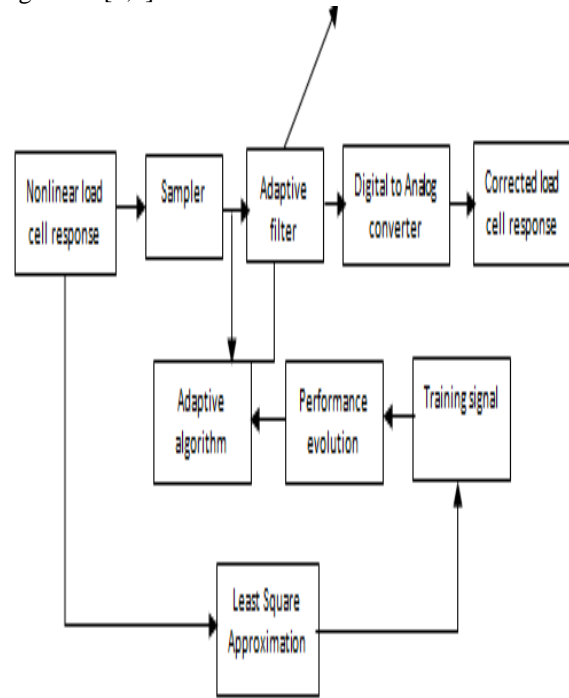 Nonlinear load
cell response
Sampler
Adaptive
filter
Digital to Analog
converter
Corrected load
cell response
Adaptive
algorithm
Performance
evolution
Training signal
Least Square
Approximation